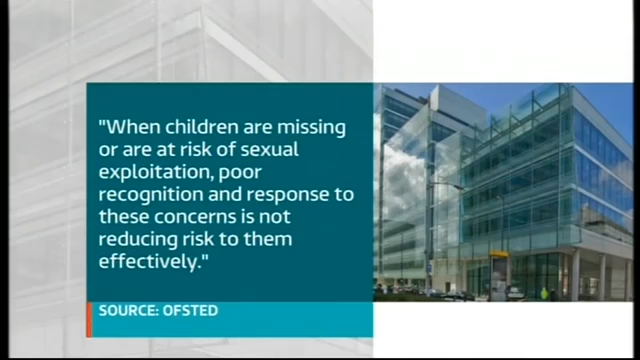 "When children are missing
or are at risk of sexual
exploitation, poor
recognition and response to
these concerns is not
reducing risk to them
effectively."
SOURCE: OFSTED